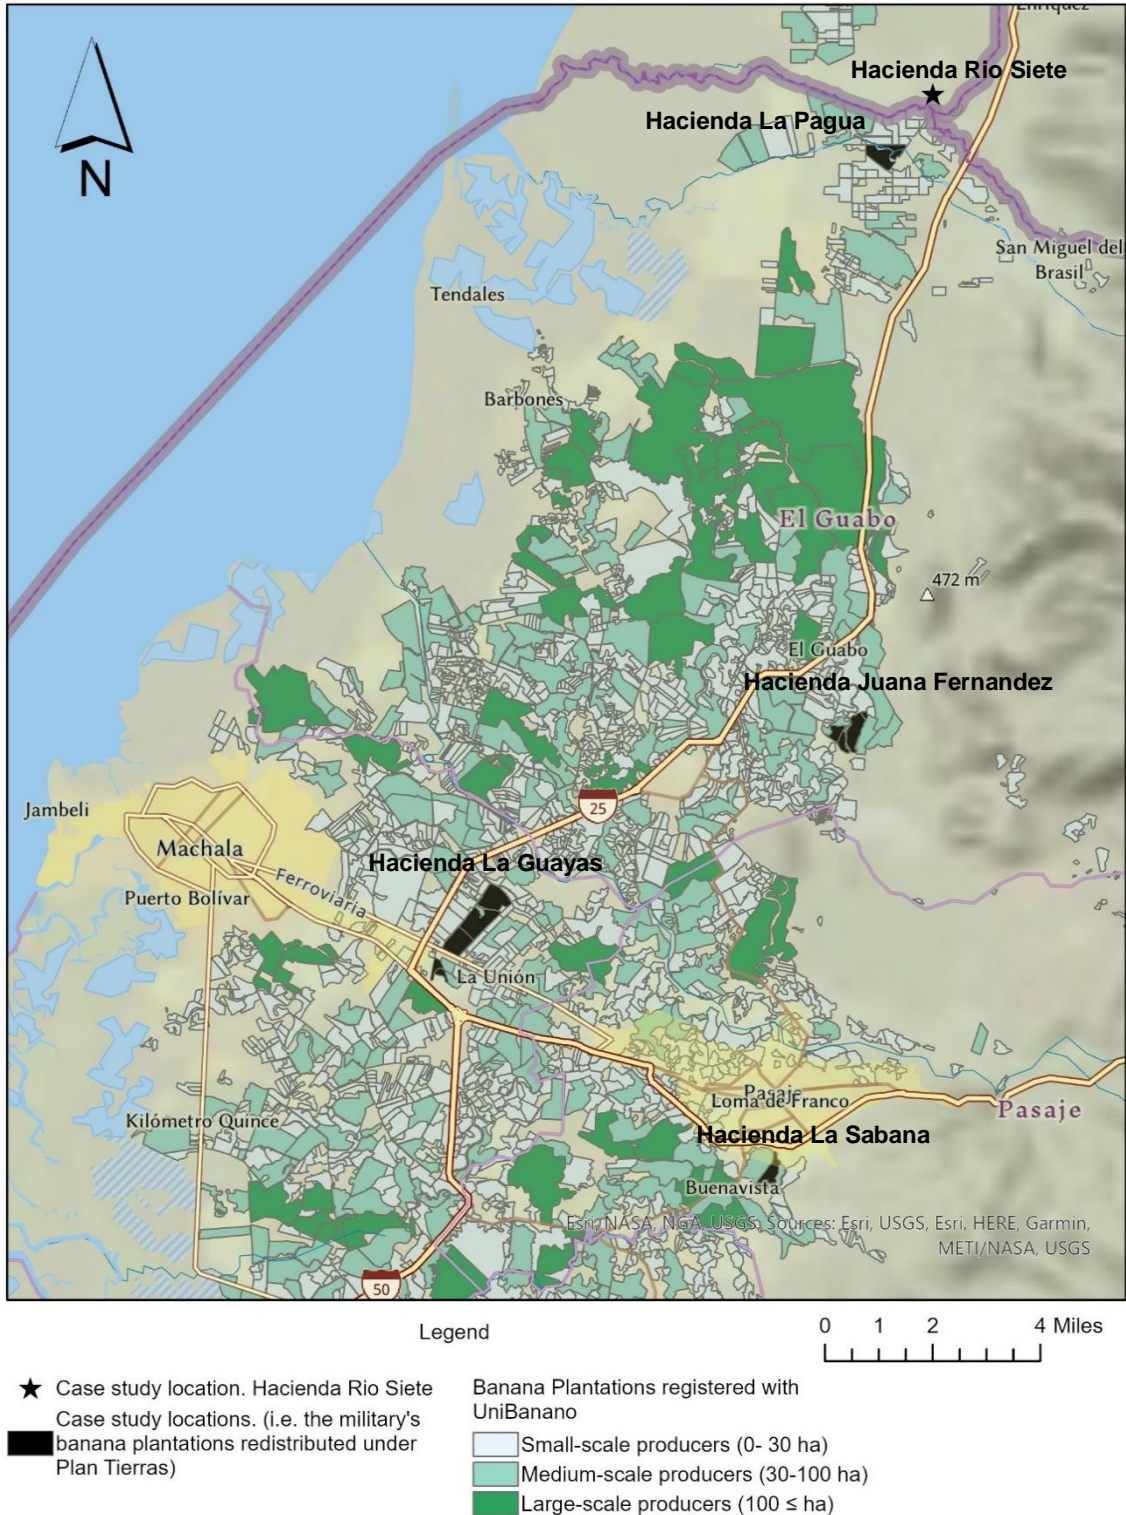 Enriquez
Hacienda Rio Siete
Hacienda La Pagua
N
San Miguel del
Brasil
Tendales
Barbones
El Guabo
472 m
El Guabo
Hacienda Juana Fernandez
Jambeli
25
Machala
Hacienda La Guayas
Ferroviaria
Puerto Bolívar
La Unión
Pasaje
Loma de Franco
Pasaje
Kilómetro Quince
Hacienda La Sabana
Buenavista
Esri, NASA, NGA, USGS, Sources: Esri, USGS, Esri, HERE, Garmin,
METI/NASA, USGS
50
Legend
0 1 2 4 Miles
Case study location. Hacienda Rio Siete
Case study locations. (i.e. the military's
banana plantations redistributed under
Plan Tierras)
Banana Plantations registered with
UniBanano
Small-scale producers (0- 30 ha)
Medium-scale producers (30-100 ha)
Large-scale producers (100 ≤ ha)